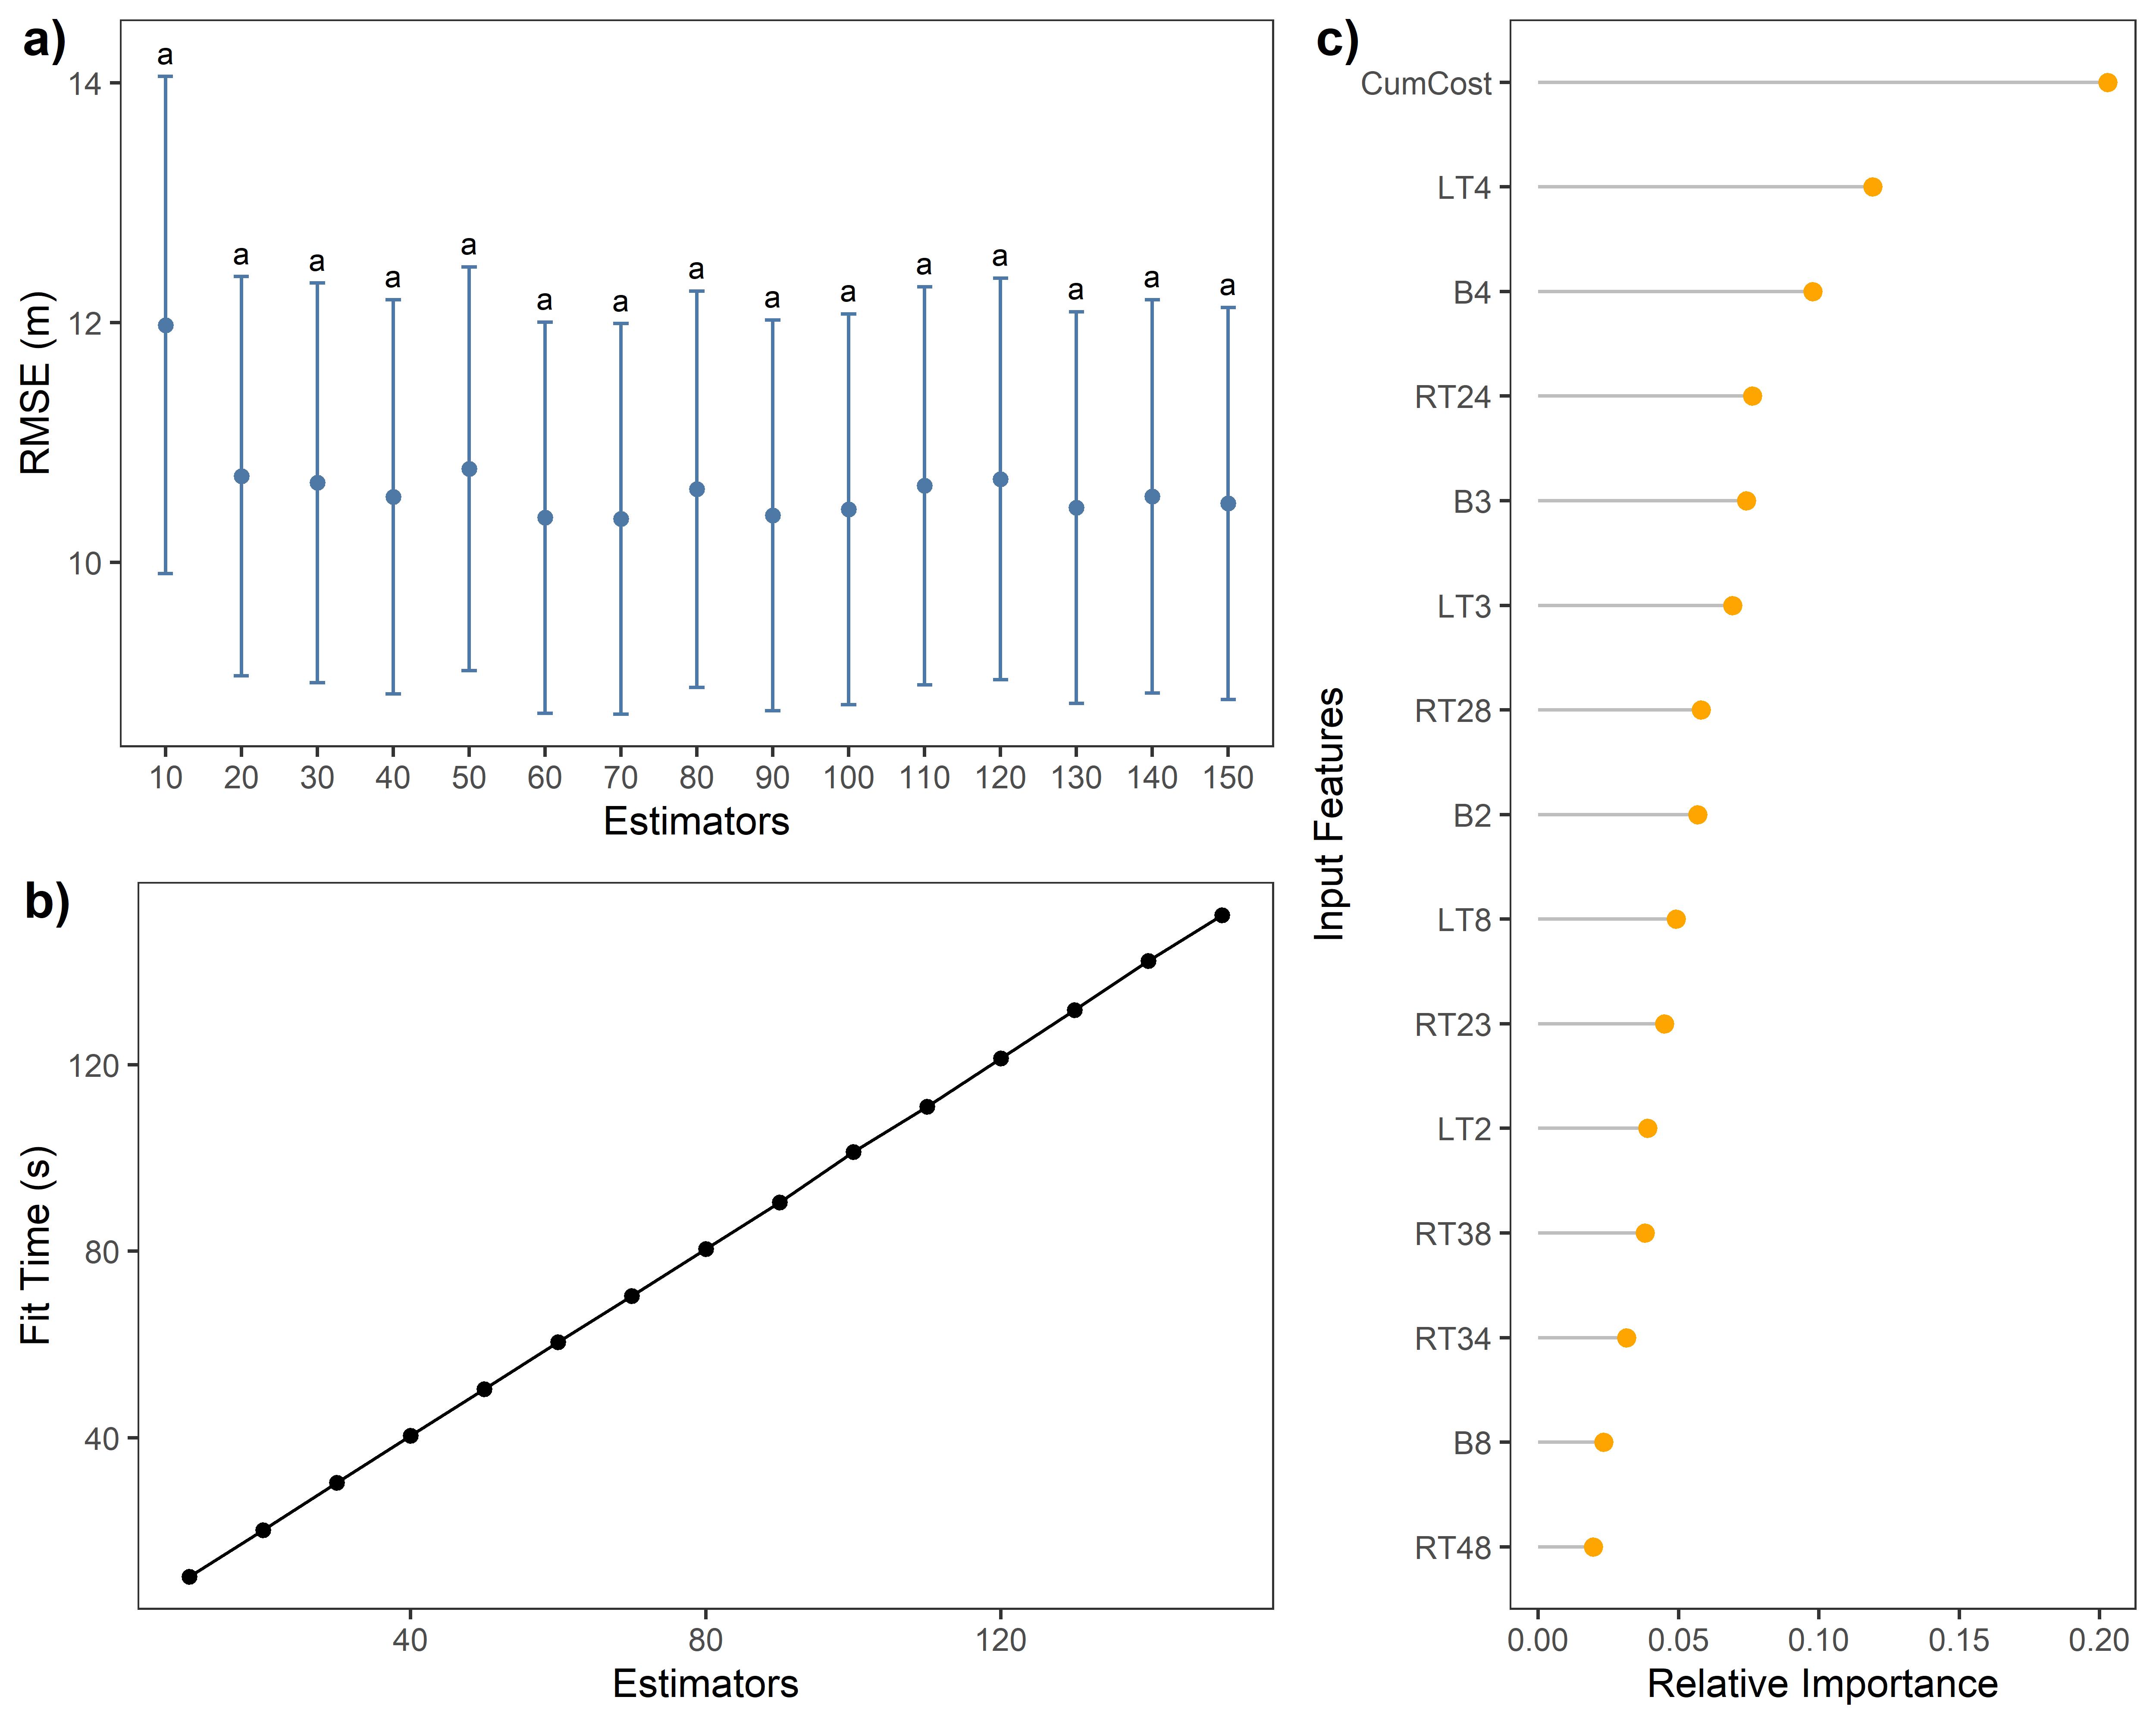 a)
a a a a a a a a a a a a a a a
14
12
10
RMSE (m)
10 20 30 40 50 60 70 80 90 100 110 120 130 140 150
Estimators
b)
120
80
40
Fit Time (s)
40 80 120
Estimators
c)
CumCost
LT4
B4
RT24
B3
LT3
RT28
B2
LT8
RT23
LT2
RT38
RT34
B8
RT48
Input Features
0.00 0.05 0.10 0.15 0.20
Relative Importance